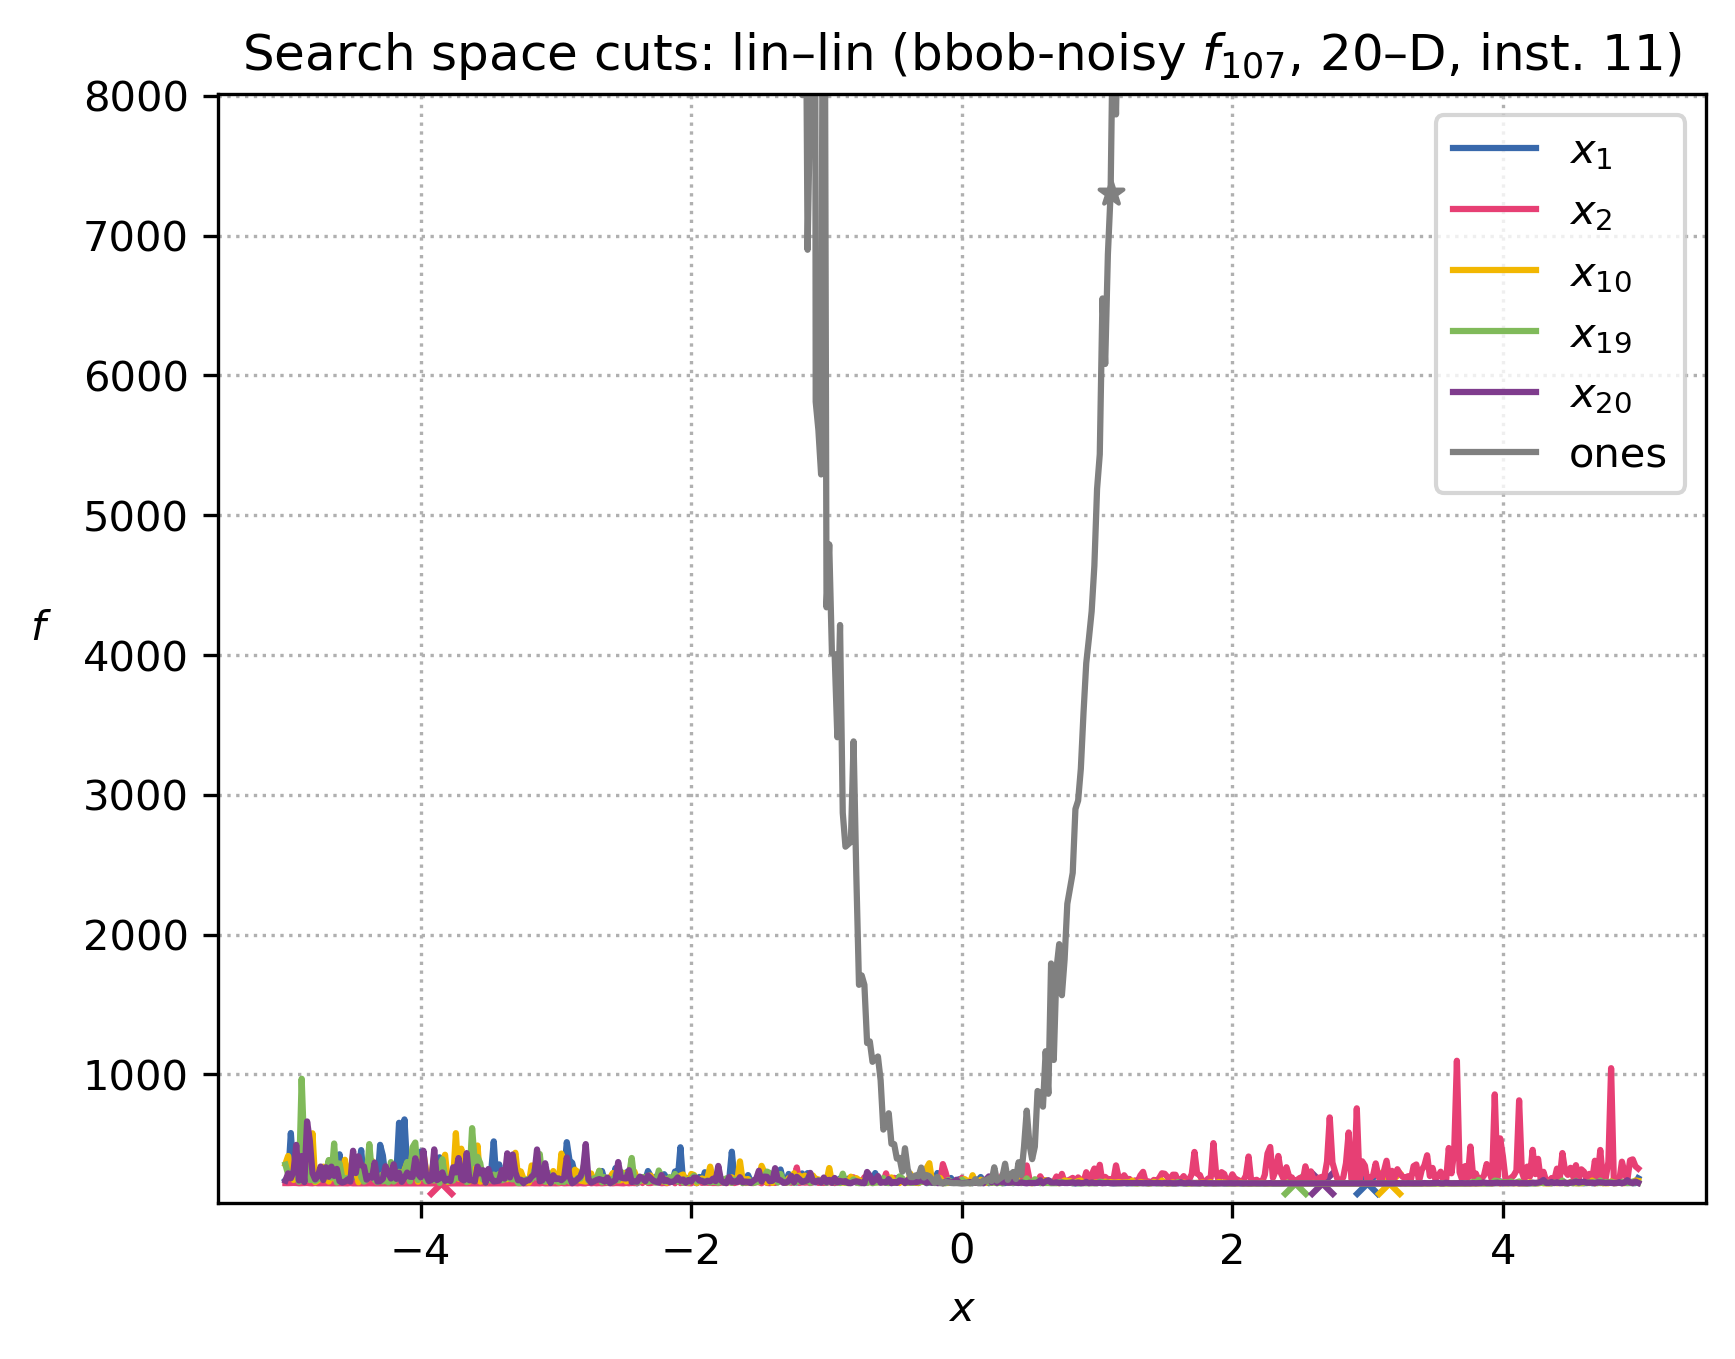 Search space cuts: lin–lin (bbob-noisy f₁₀₇, 20–D, inst. 11)
8000
7000
6000
5000
4000
3000
2000
1000
f
x₁
x₂
x₁₀
x₁₉
x₂₀
ones
−4
−2
0
2
4
x